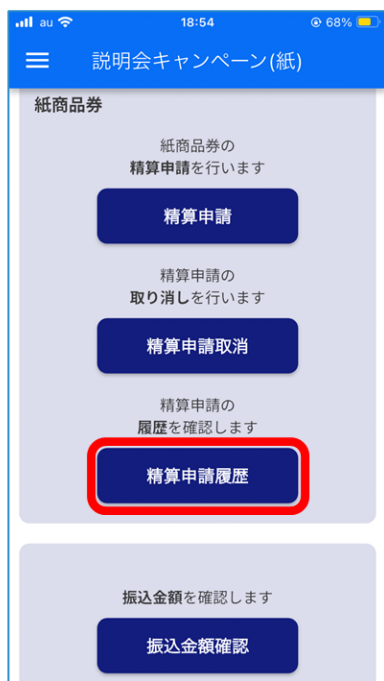 au 18:54 68%
説明会キャンペーン(紙)
紙商品券
紙商品券の
精算申請を行います
精算申請
精算申請の
取り消しを行います
精算申請取消
精算申請の
履歴を確認します
精算申請履歴
振込金額を確認します
振込金額確認